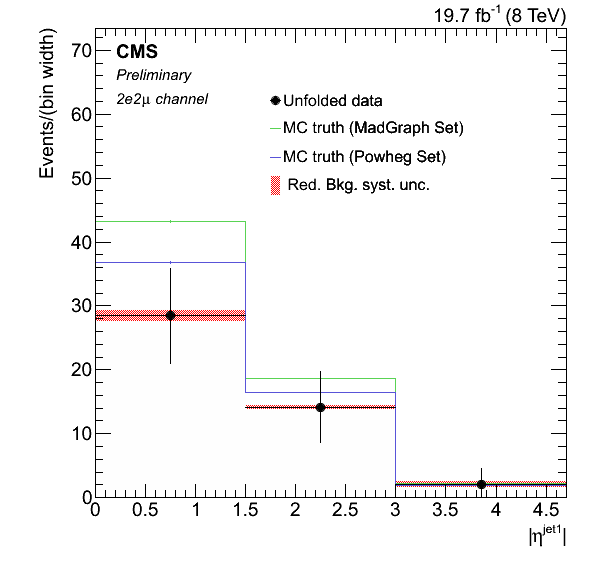 19.7 fb⁻¹ (8 TeV)
CMS
Preliminary
2e2μ channel
Events/(bin width)
Unfolded data
MC truth (MadGraph Set)
MC truth (Powheg Set)
Red. Bkg. syst. unc.
70
60
50
40
30
20
10
0
0 0.5 1 1.5 2 2.5 3 3.5 4 4.5
|η^jet1|